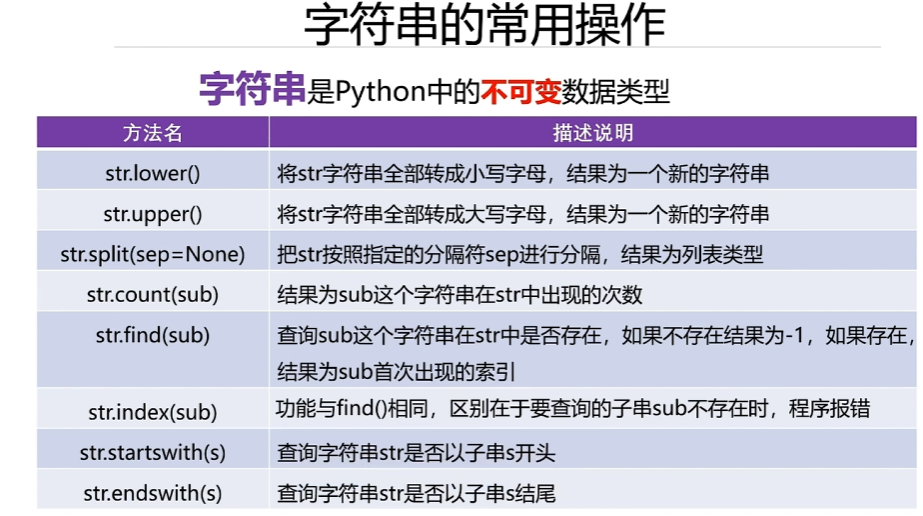 字符串的常用操作
字符串是Python中的不可变数据类型
方法名 描述说明
str.lower() 将str字符串全部转成小写字母，结果为一个新的字符串
str.upper() 将str字符串全部转成大写字母，结果为一个新的字符串
str.split(sep=None) 把str按照指定的分隔符sep进行分隔，结果为列表类型
str.count(sub) 结果为sub这个字符串在str中出现的次数
str.find(sub) 查询sub这个字符串在str中是否存在，如果不存在结果为-1，如果存在，
结果为sub首次出现的索引
str.index(sub) 功能与find()相同，区别在于要查询的子串sub不存在时，程序报错
str.startswith(s) 查询字符串str是否以子串s开头
str.endswith(s) 查询字符串str是否以子串s结尾